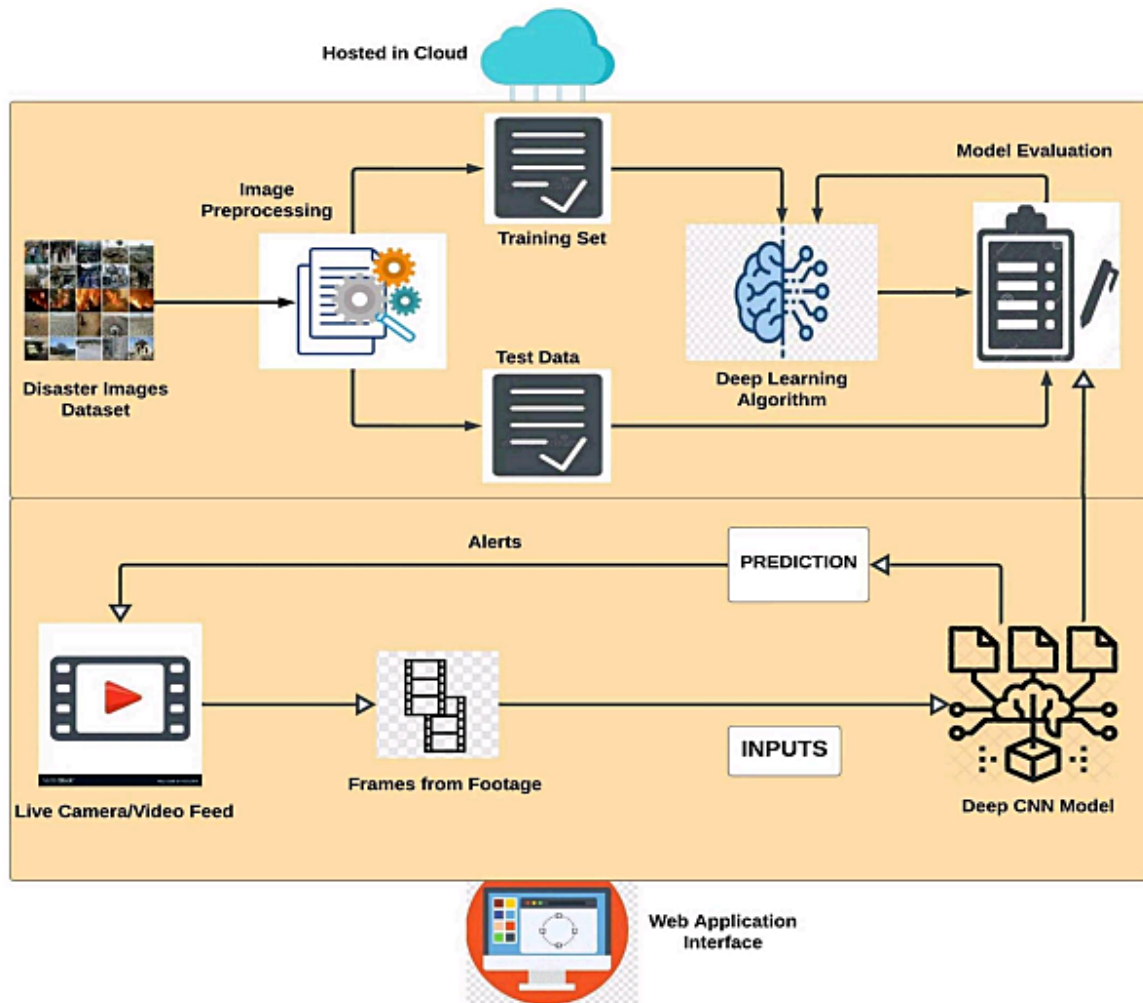 Hosted in Cloud
Model Evaluation
Image
Preprocessing
Training Set
Test Data
Disaster Images
Dataset
Deep Learning
Algorithm
Alerts
PREDICTION
INPUTS
Frames from Footage
Live Camera/Video Feed
Deep CNN Model
Web Application
Interface